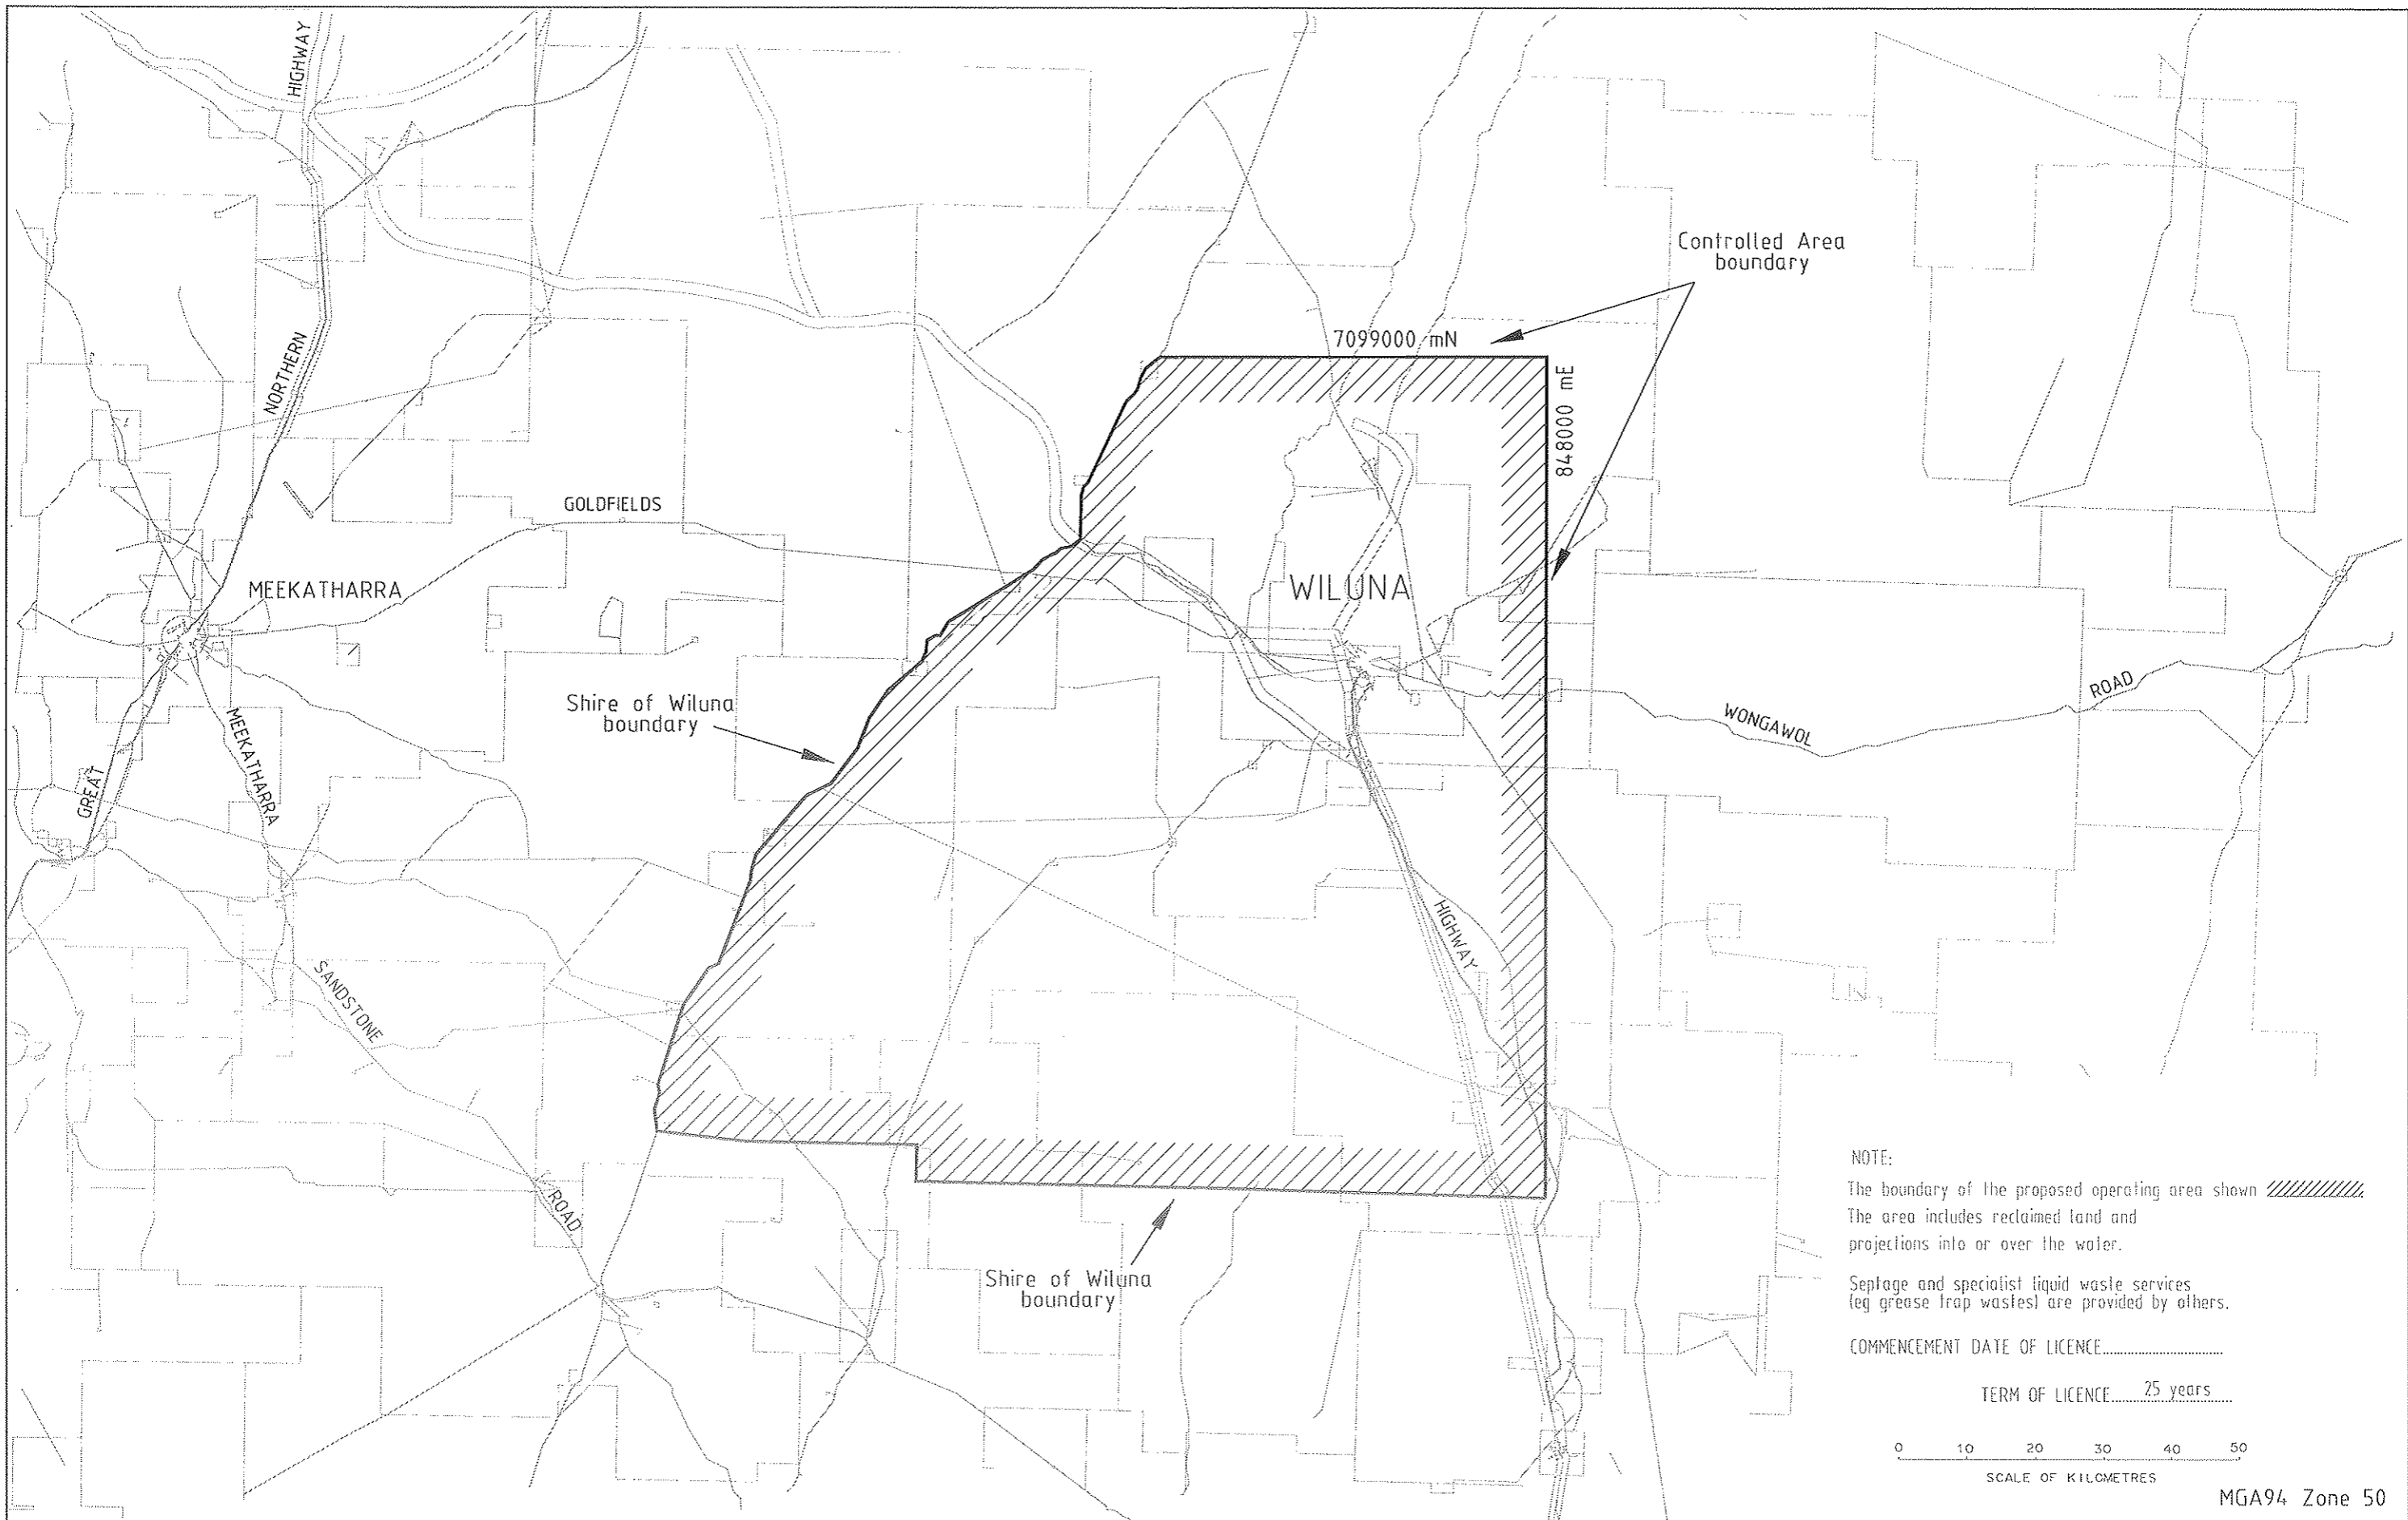 HIGHWAY
Controlled Area
boundary
7099000 mN
848000 mE
NORTHERN
GOLDFIELDS
MEEKATHARRA
WILUNA
Shire of Wiluna
boundary
ROAD
WONGAWOL
MEEKATHARRA
GREAT
HIGHWAY
SANDSTONE
ROAD
Shire of Wiluna
boundary
NOTE:
The boundary of the proposed operating area shown
The area includes reclaimed land and
projections into or over the water.
Septage and specialist liquid waste services
(eg grease trap wastes) are provided by others.
COMMENCEMENT DATE OF LICENCE..............................
TERM OF LICENCE........25 years......
0 10 20 30 40 50
SCALE OF KILOMETRES
MGA94 Zone 50